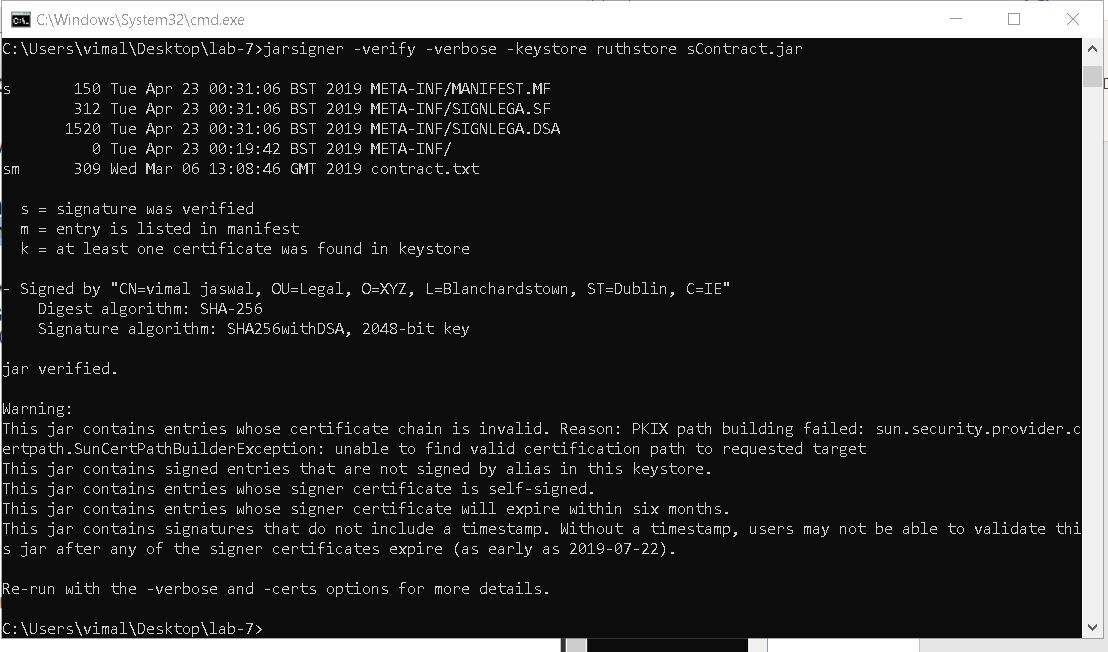 C:\Windows\System32\cmd.exe
C:\Users\vimal\Desktop\lab-7>jarsigner -verify -verbose -keystore ruthstore sContract.jar
s 150 Tue Apr 23 00:31:06 BST 2019 META-INF/MANIFEST.MF
312 Tue Apr 23 00:31:06 BST 2019 META-INF/SIGNLEGA.SF
1520 Tue Apr 23 00:31:06 BST 2019 META-INF/SIGNLEGA.DSA
0 Tue Apr 23 00:19:42 BST 2019 META-INF/
sm 309 Wed Mar 06 13:08:46 GMT 2019 contract.txt
s = signature was verified
m = entry is listed in manifest
k = at least one certificate was found in keystore
- Signed by "CN=vimal jaswal, OU=Legal, O=XYZ, L=Blanchardstown, ST=Dublin, C=IE"
Digest algorithm: SHA-256
Signature algorithm: SHA256withDSA, 2048-bit key
jar verified.
Warning:
This jar contains entries whose certificate chain is invalid. Reason: PKIX path building failed: sun.security.provider.c
ertpath.SunCertPathBuilderException: unable to find valid certification path to requested target
This jar contains signed entries that are not signed by alias in this keystore.
This jar contains entries whose signer certificate is self-signed.
This jar contains entries whose signer certificate will expire within six months.
This jar contains signatures that do not include a timestamp. Without a timestamp, users may not be able to validate thi
s jar after any of the signer certificates expire (as early as 2019-07-22).
Re-run with the -verbose and -certs options for more details.
C:\Users\vimal\Desktop\lab-7>